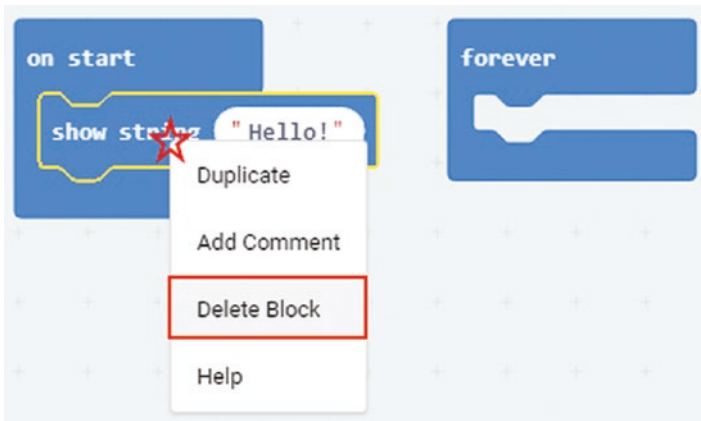 on start
forever
show string "Hello!"
Duplicate
Add Comment
Delete Block
Help